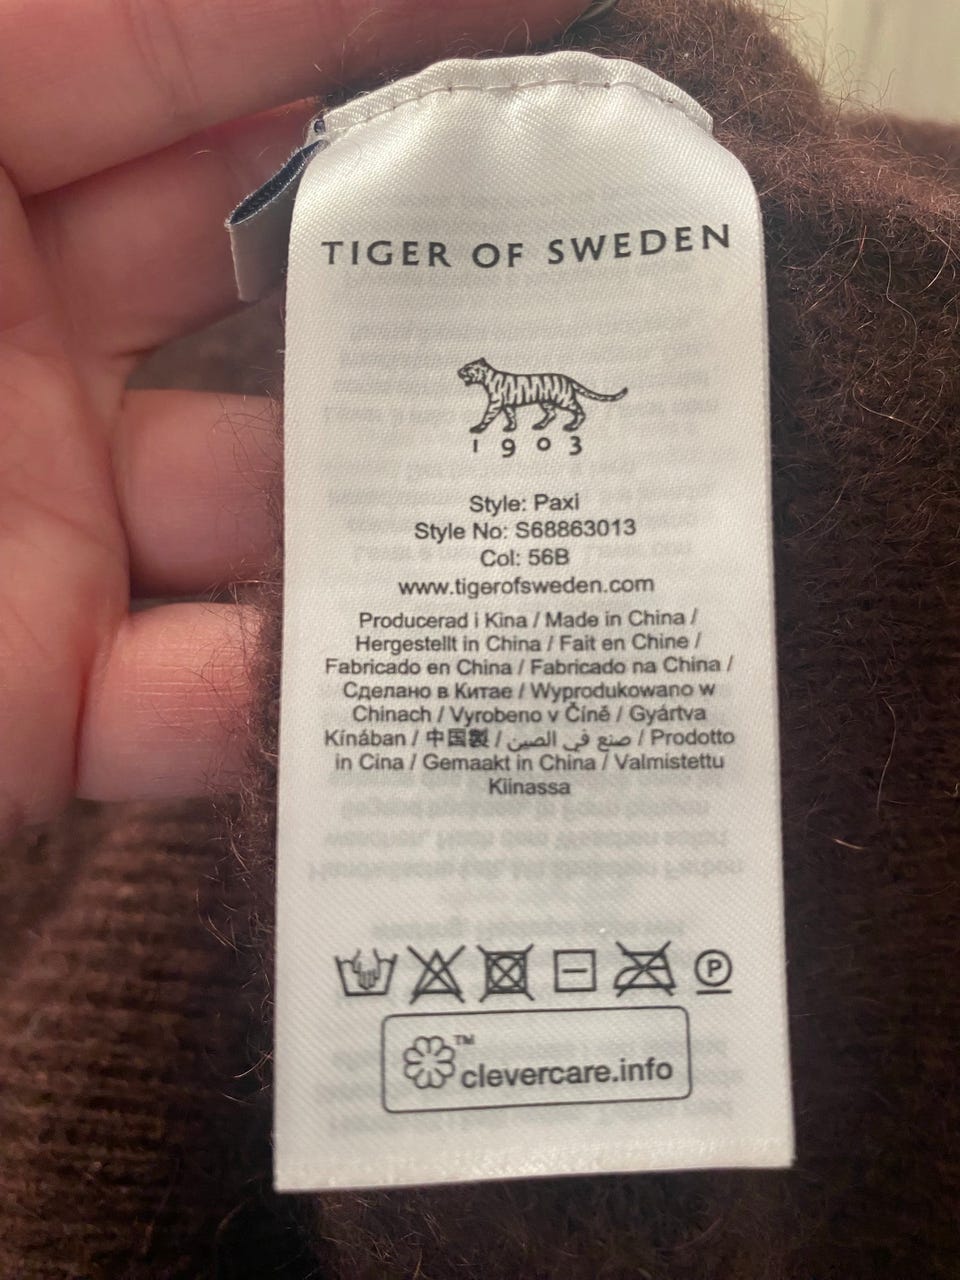 TIGER OF SWEDEN
1903
Style: Paxi
Style No: S68863013
Col: 56B
www.tigerofsweden.com
Producerad i Kina / Made in China /
Hergestellt in China / Fait en Chine /
Fabricado en China / Fabricado na China /
Сделано в Китае / Wyprodukowano w
Chinach / Vyrobeno v Číně / Gyártva
Kínában / 中国製 / صنع في الصين / Prodotto
in Cina / Gemaakt in China / Valmistettu
Kiinassa
P
™
clevercare.info